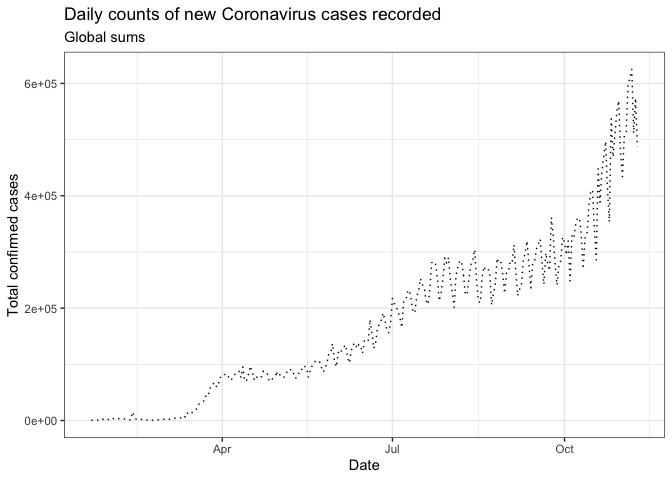 Daily counts of new Coronavirus cases recorded
Global sums
6e+05
4e+05
2e+05
0e+00
Total confirmed cases
Apr Jul Oct
Date